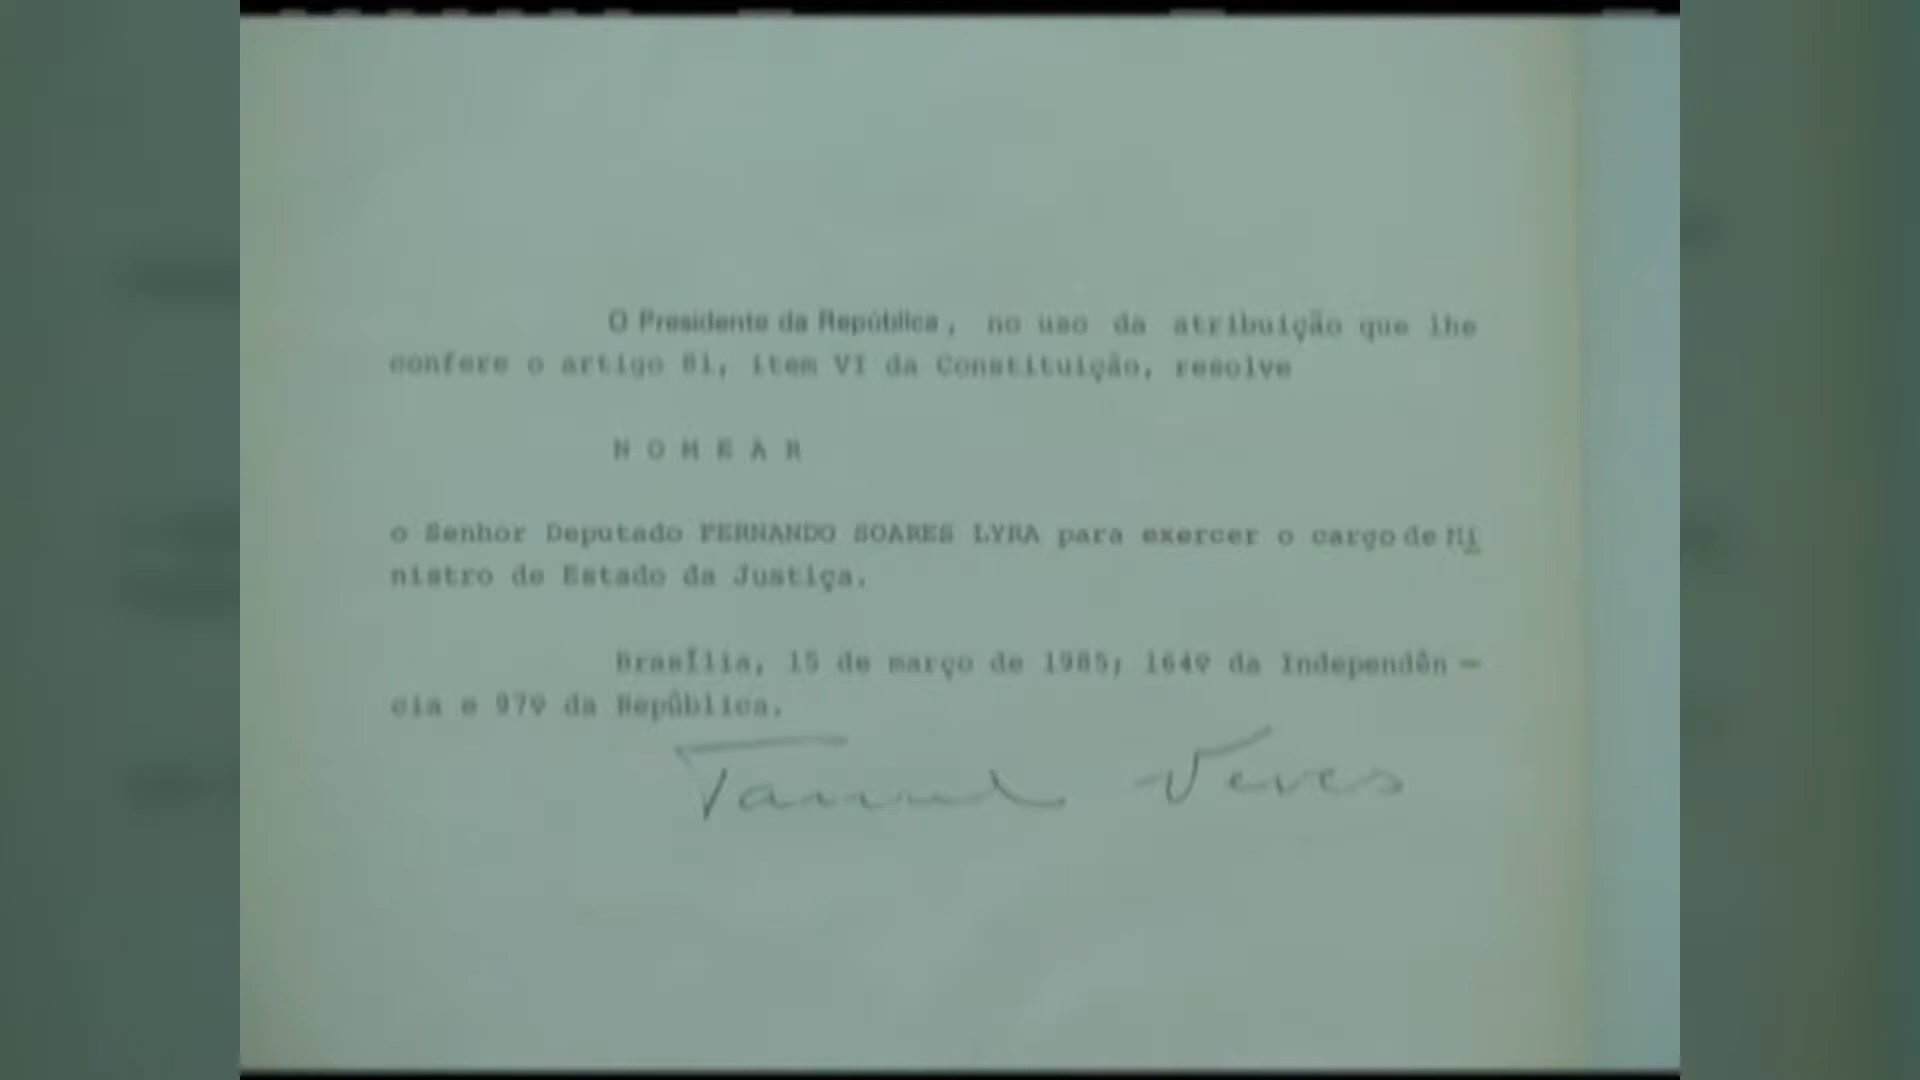 O Presidente da República, no uso da atribuição que lhe
confere o artigo 81, item VI da Constituição, resolve
N O M E A R
o Senhor Deputado FERNANDO SOARES LYRA para exercer o cargo de Mi
nistro de Estado da Justiça.
Brasília, 15 de março de 1985; 164º da Independên-
cia e 97º da República.
Tancredo Neves